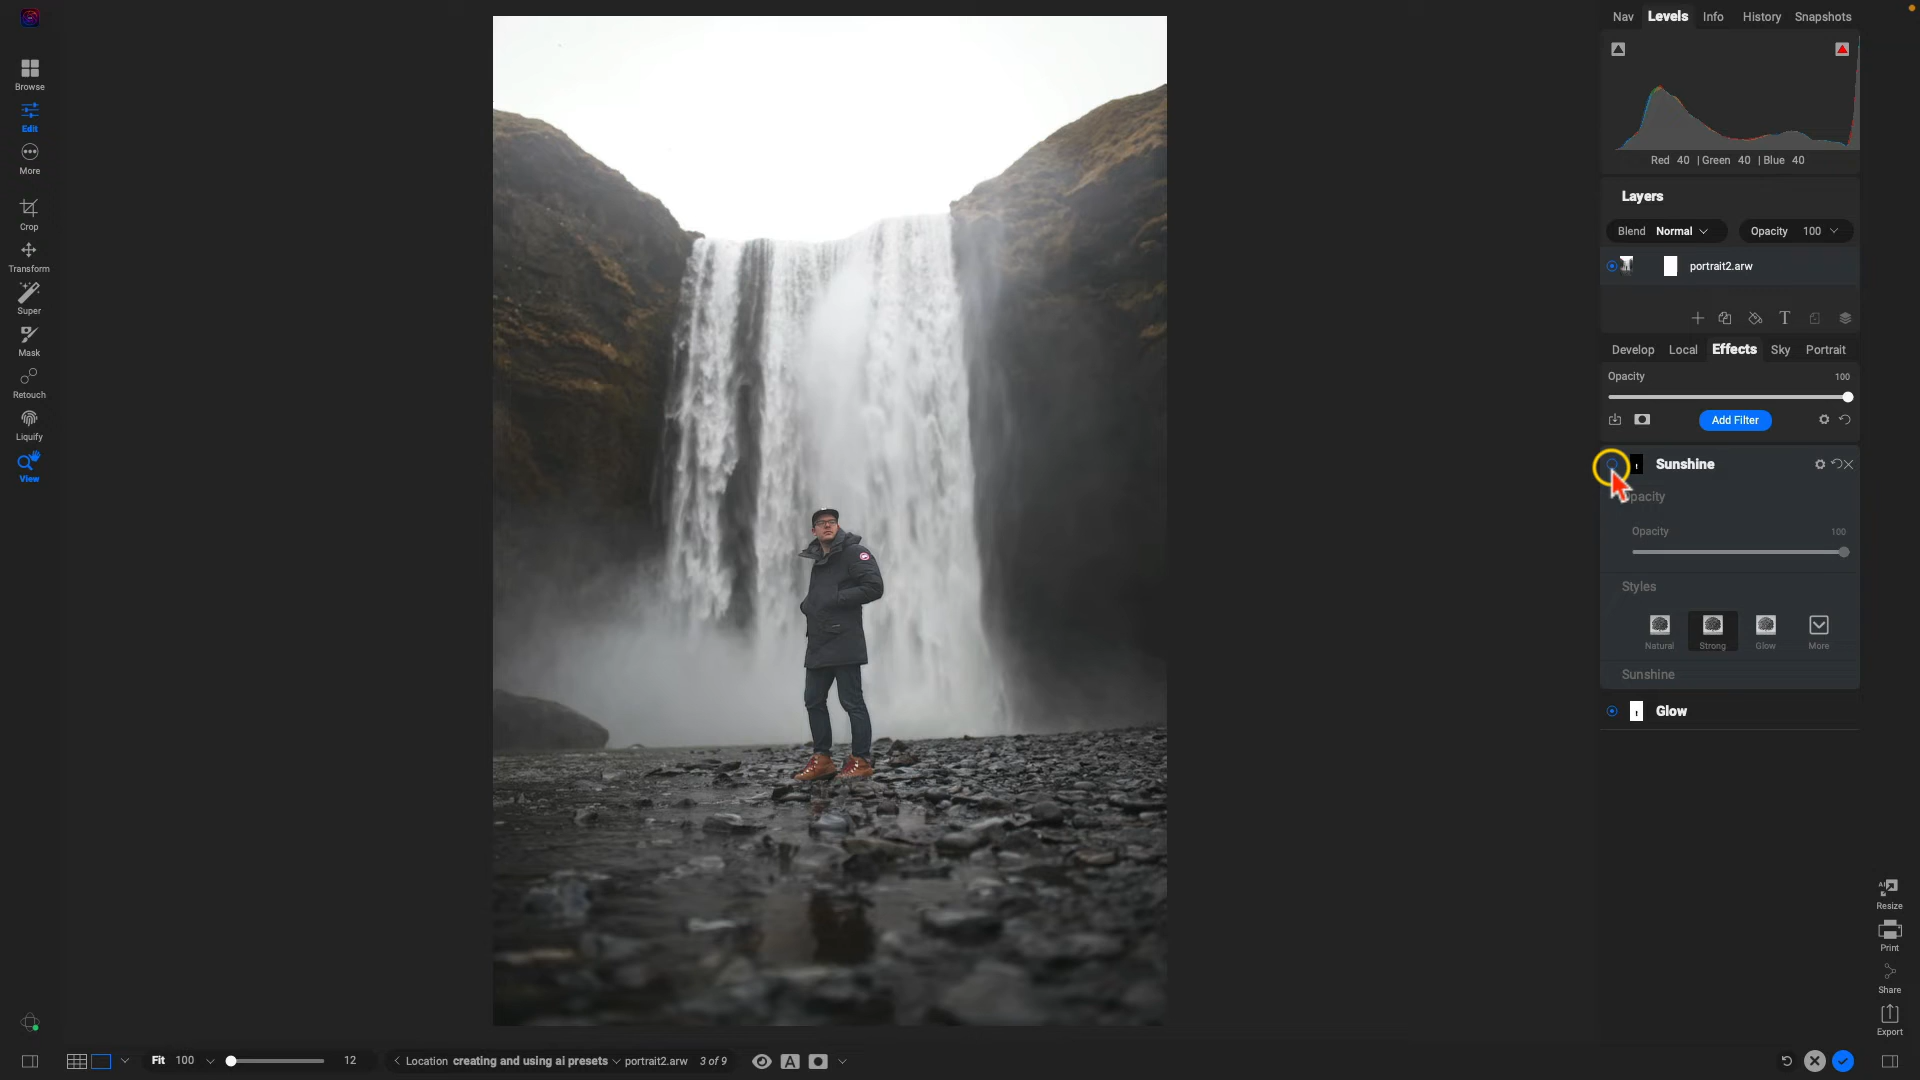 Nav Levels Info History Snapshots
Red 40 | Green 40 | Blue 40
Layers
Blend Normal Opacity 100
portrait2.arw
T
Develop Local Effects Sky Portrait
Opacity 100
Add Filter
Sunshine
pacity
Opacity 100
Styles
Natural Strong Glow More
Sunshine
Glow
Browse
Edit
More
Crop
Transform
Super
Mask
Retouch
Liquify
View
Resize
Print
Share
Export
Fit 100 12 Location creating and using ai presets portrait2.arw 3 of 9 A